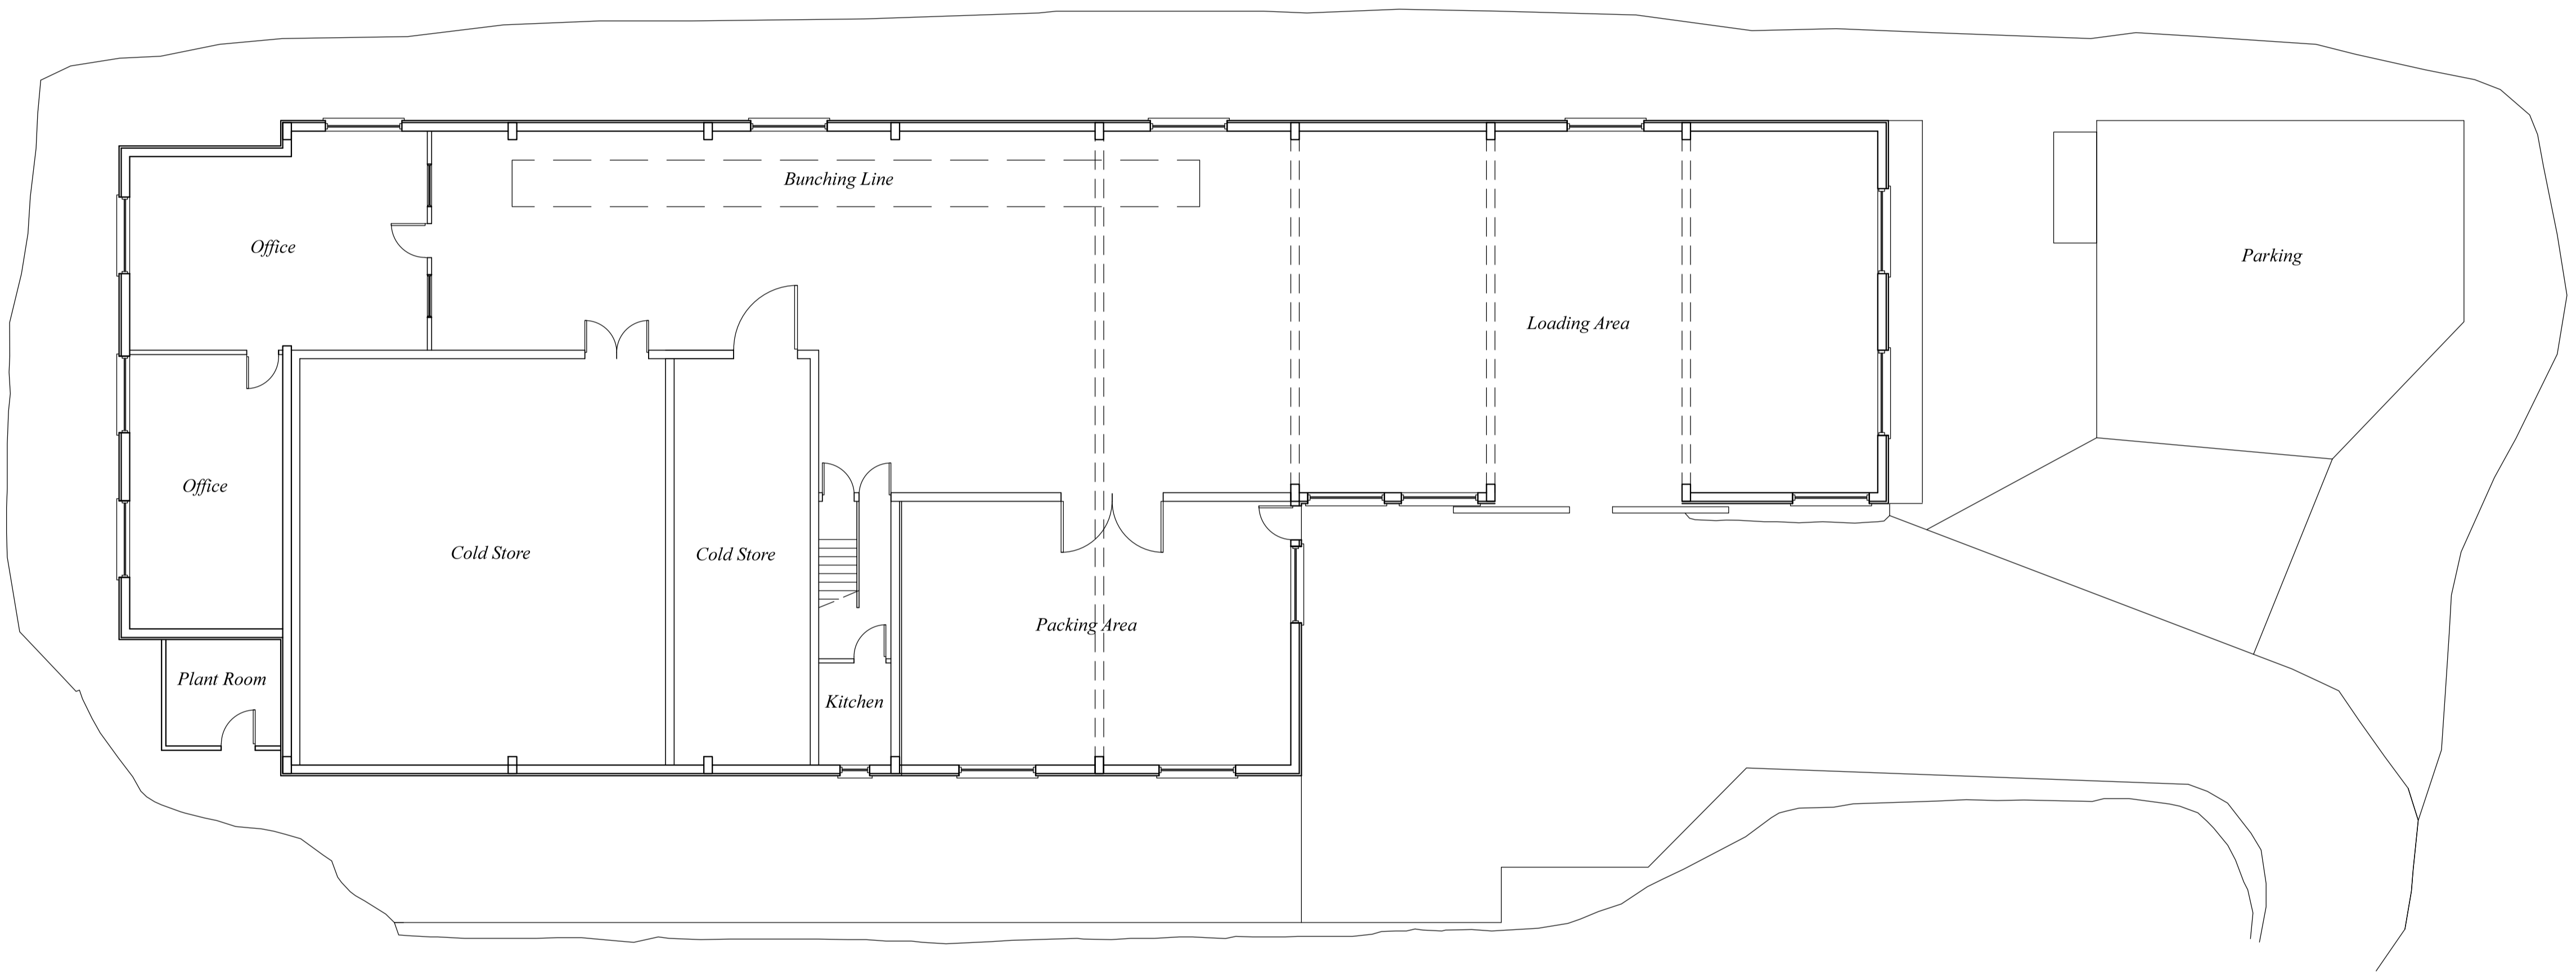 Bunching Line
Office
Parking
Loading Area
Office
Cold Store
Cold Store
Packing Area
Plant Room
Kitchen